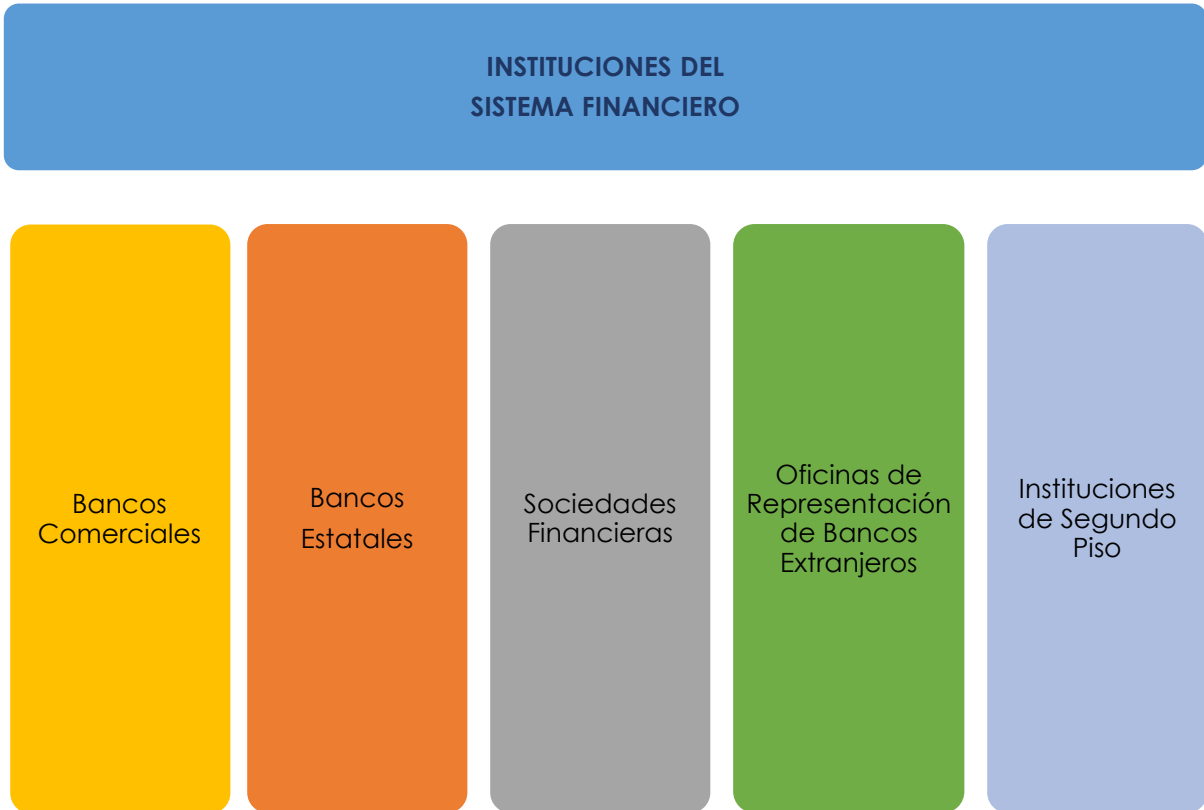 INSTITUCIONES DEL
SISTEMA FINANCIERO
Bancos
Comerciales
Bancos
Estatales
Sociedades
Financieras
Oficinas de
Representación
de Bancos
Extranjeros
Instituciones
de Segundo
Piso